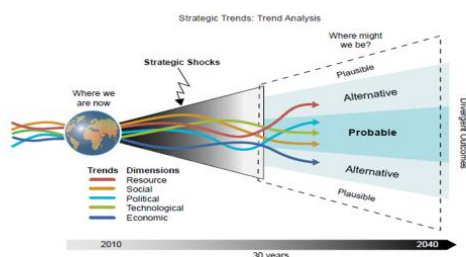 Strategic Trends: Trend Analysis
Where might
we be?
Strategic Shocks
Plausible
Where we
are now
Alternative
Probable
Divergent Outcomes
Alternative
Plausible
Trends Dimensions
Resource
Social
Political
Technological
Economic
2010
2040
30 years